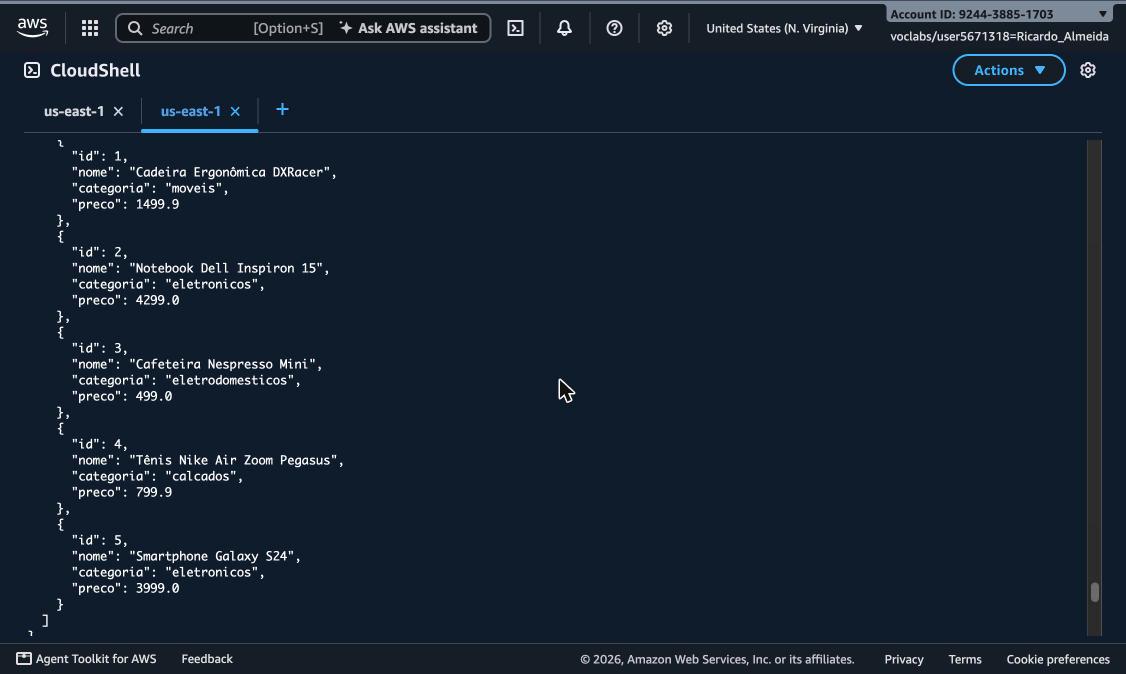 aws
Search [Option+S] Ask AWS assistant
United States (N. Virginia)
Account ID: 9244-3885-1703
voclabs/user5671318=Ricardo_Almeida
CloudShell
Actions
us-east-1
us-east-1
{
"id": 1,
"nome": "Cadeira Ergonômica DXRacer",
"categoria": "moveis",
"preco": 1499.9
},
{
"id": 2,
"nome": "Notebook Dell Inspiron 15",
"categoria": "eletronicos",
"preco": 4299.0
},
{
"id": 3,
"nome": "Cafeteira Nespresso Mini",
"categoria": "eletrodomesticos",
"preco": 499.0
},
{
"id": 4,
"nome": "Tênis Nike Air Zoom Pegasus",
"categoria": "calcados",
"preco": 799.9
},
{
"id": 5,
"nome": "Smartphone Galaxy S24",
"categoria": "eletronicos",
"preco": 3999.0
}
]
}
Agent Toolkit for AWS Feedback © 2026, Amazon Web Services, Inc. or its affiliates. Privacy Terms Cookie preferences